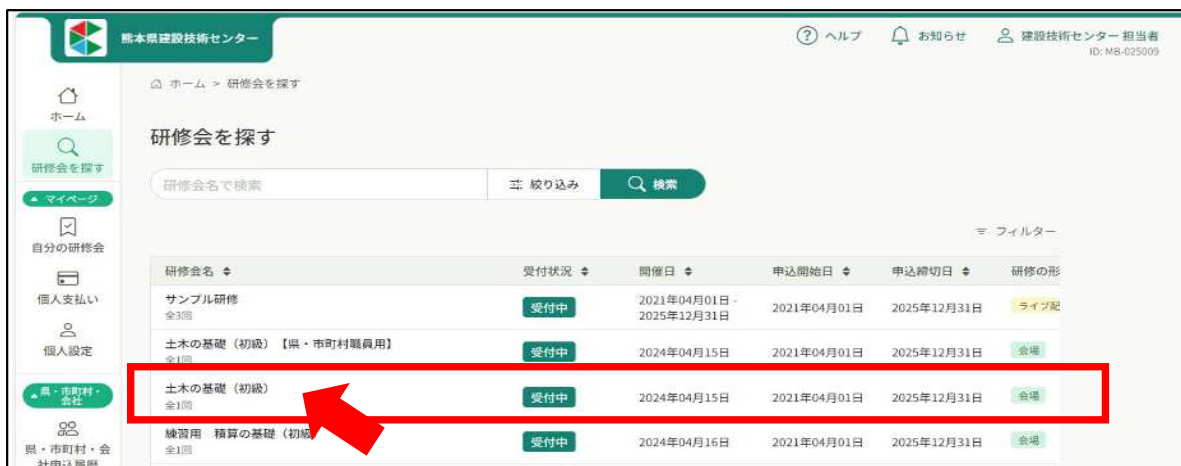 熊本県建設技術センター
ヘルプ
お知らせ
建設技術センター 担当者
ID: MB-025009
ホーム > 研修会を探す
ホーム
研修会を探す
研修会を探す
マイページ
自分の研修会
個人支払い
個人設定
県・市町村・
会社
県・市町村・会
社申込履歴
研修会名で検索
絞り込み
検索
フィルター
研修会名 受付状況 開催日 申込開始日 申込締切日 研修の形
サンプル研修 受付中 2021年04月01日 - 2021年04月01日 2025年12月31日 ライブ配
全3回 2025年12月31日
土木の基礎（初級）【県・市町村職員用】 受付中 2024年04月15日 2021年04月01日 2025年12月31日 会場
全1回
土木の基礎（初級） 受付中 2024年04月15日 2021年04月01日 2025年12月31日 会場
全1回
練習用 積算の基礎（初級 受付中 2024年04月16日 2021年04月01日 2025年12月31日 会場
全1回